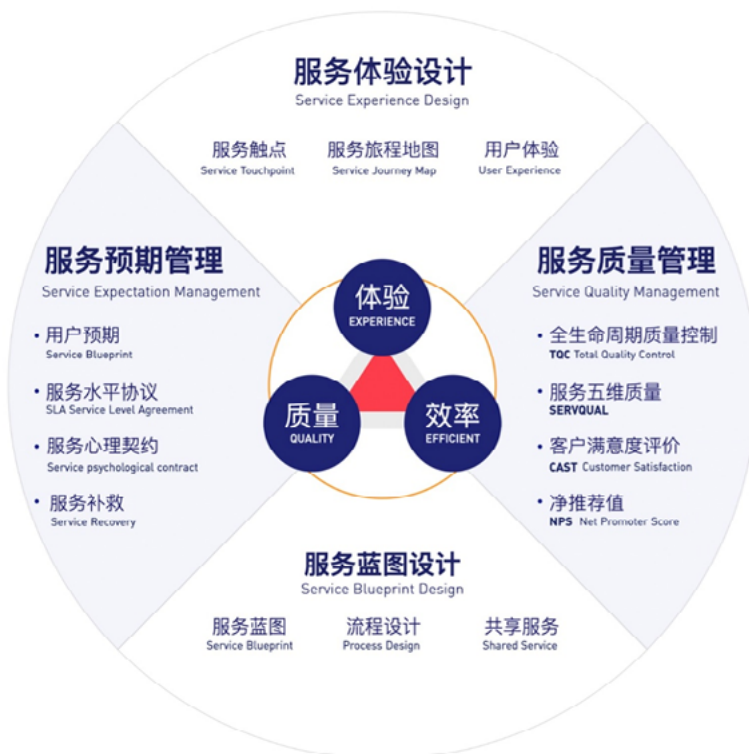 服务体验设计
Service Experience Design
服务触点 服务旅程地图 用户体验
Service Touchpoint Service Journey Map User Experience
服务预期管理
Service Expectation Management
• 用户预期
Service Blueprint
• 服务水平协议
SLA Service Level Agreement
• 服务心理契约
Service psychological contract
• 服务补救
Service Recovery
体验
EXPERIENCE
质量
QUALITY
效率
EFFICIENT
服务质量管理
Service Quality Management
• 全生命周期质量控制
TQC Total Quality Control
• 服务五维质量
SERVQUAL
• 客户满意度评价
CAST Customer Satisfaction
• 净推荐值
NPS Net Promoter Score
服务蓝图设计
Service Blueprint Design
服务蓝图 流程设计 共享服务
Service Blueprint Process Design Shared Service